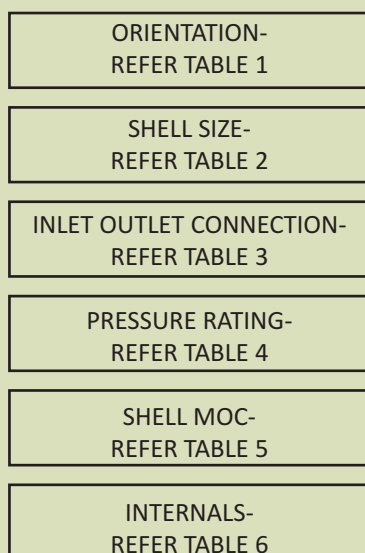 ORIENTATION-
REFER TABLE 1
SHELL SIZE-
REFER TABLE 2
INLET OUTLET CONNECTION-
REFER TABLE 3
PRESSURE RATING-
REFER TABLE 4
SHELL MOC-
REFER TABLE 5
INTERNALS-
REFER TABLE 6